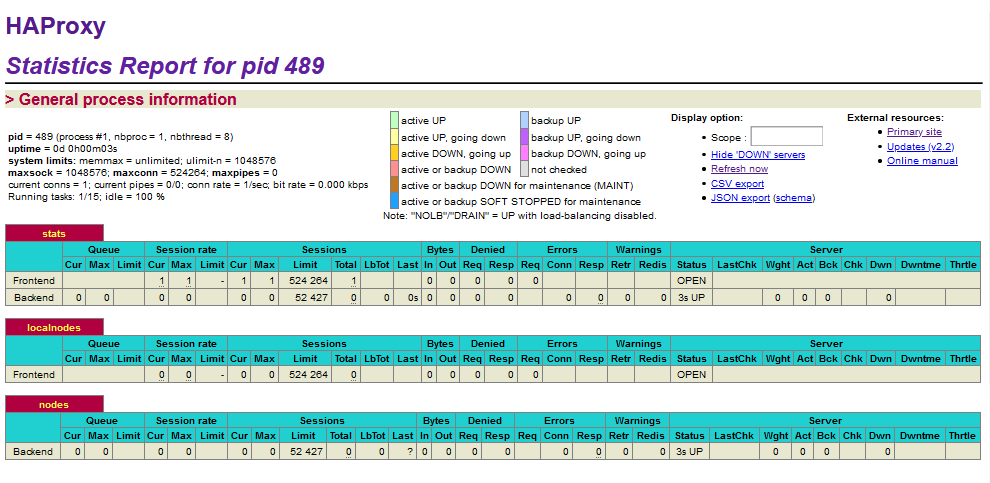 HAProxy
Statistics Report for pid 489
> General process information
pid = 489 (process #1, nbproc = 1, nbthread = 8)
uptime = 0d 0h00m03s
system limits: memmax = unlimited; ulimit-n = 1048576
maxsock = 1048576; maxconn = 524264; maxpipes = 0
current conns = 1; current pipes = 0/0; conn rate = 1/sec; bit rate = 0.000 kbps
Running tasks: 1/15; idle = 100 %
active UP backup UP
active UP, going down backup UP, going down
active DOWN, going up backup DOWN, going up
active or backup DOWN not checked
active or backup DOWN for maintenance (MAINT)
active or backup SOFT STOPPED for maintenance
Note: "NOLB"/"DRAIN" = UP with load-balancing disabled.
Display option:
• Scope :
• Hide 'DOWN' servers
• Refresh now
• CSV export
• JSON export (schema)
External resources:
• Primary site
• Updates (v2.2)
• Online manual
stats
Queue Session rate Sessions Bytes Denied Errors Warnings Server
Cur Max Limit Cur Max Limit Cur Max Limit Total LbTot Last In Out Req Resp Req Conn Resp Retr Redis Status LastChk Wght Act Bck Chk Dwn Dwntme Thrtle
Frontend 1 1 - 1 1 524 264 1 0 0 0 0 0 OPEN
Backend 0 0 0 0 0 0 52 427 0 0 0s 0 0 0 0 0 0 0 0 3s UP 0 0 0 0
localnodes
Queue Session rate Sessions Bytes Denied Errors Warnings Server
Cur Max Limit Cur Max Limit Cur Max Limit Total LbTot Last In Out Req Resp Req Conn Resp Retr Redis Status LastChk Wght Act Bck Chk Dwn Dwntme Thrtle
Frontend 0 0 - 0 0 524 264 0 0 0 0 0 0 OPEN
nodes
Queue Session rate Sessions Bytes Denied Errors Warnings Server
Cur Max Limit Cur Max Limit Cur Max Limit Total LbTot Last In Out Req Resp Req Conn Resp Retr Redis Status LastChk Wght Act Bck Chk Dwn Dwntme Thrtle
Backend 0 0 0 0 0 0 52 427 0 0 ? 0 0 0 0 0 0 0 0 3s UP 0 0 0 0